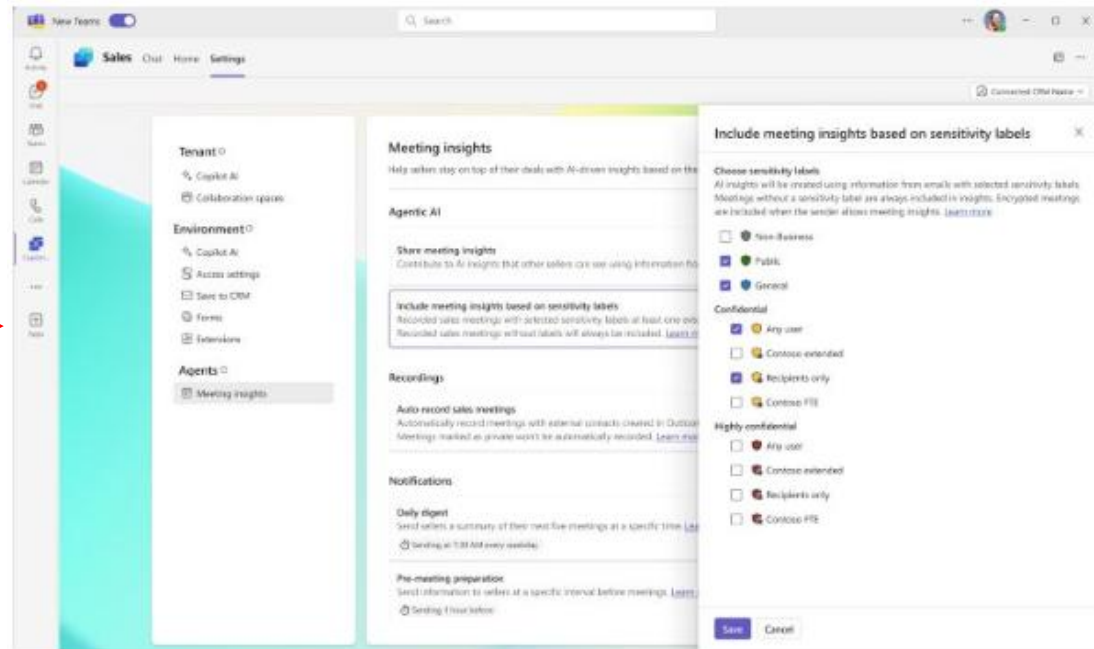 New Teams
Search
Activity
Chat
Calendar
Calls
Sales Chat Home Settings
Connected CRM Name
Tenant
Copilot AI
Collaboration spaces
Environment
Copilot AI
Access settings
Save to CRM
Forms
Extensions
Agents
Meeting insights
Meeting insights
Help sellers stay on top of their deals with AI-driven insights based on the
Agentic AI
Share meeting insights
Contribute to AI insights that other sellers can see using information
Include meeting insights based on sensitivity labels
Recorded sales meetings with selected sensitivity labels at least one
Recorded sales meetings without labels will always be included.
Recordings
Auto-record sales meetings
Automatically record meetings with external contacts created in
Meetings marked as private won't be automatically recorded. Learn
Notifications
Daily digest
Send sellers a summary of their next five meetings at a specific time.
Sending at every weekday
Pre-meeting preparation
Send information to sellers at a specific interval before meetings. Learn
Sending 1 hour before
Include meeting insights based on sensitivity labels
Choose sensitivity labels
AI insights will be created using information from emails with selected sensitivity labels.
Meetings without a sensitivity label are always included in insights. Encrypted meetings
are included when the sender allows meeting insights. Learn more
Non-Business
Public
General
Confidential
Any user
Contoso extended
Recipients only
Contoso FTE
Highly confidential
Any user
Contoso extended
Recipients only
Contoso FTE
Save Cancel